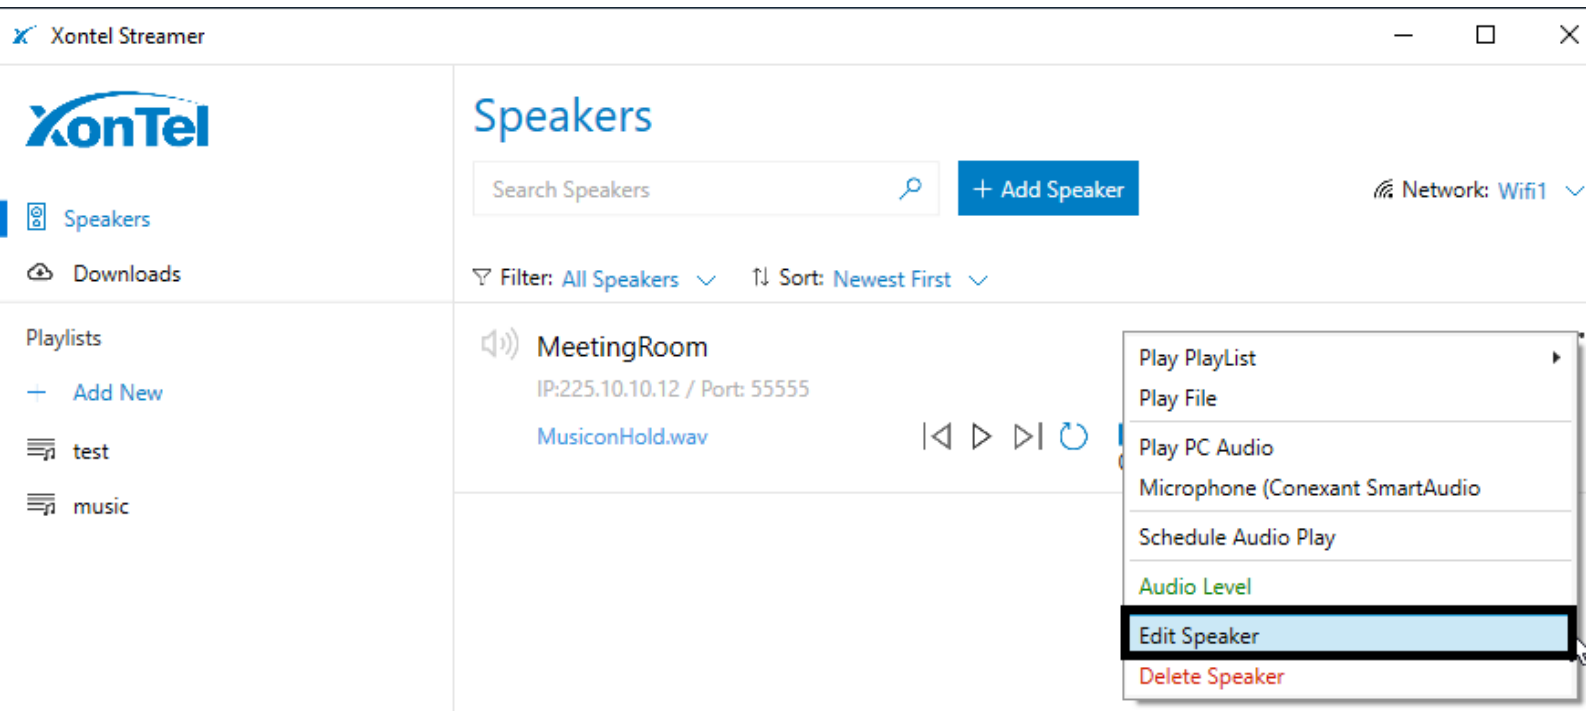 Xontel Streamer
XonTel
Speakers
Downloads
Playlists
Add New
test
music
Speakers
Search Speakers
+ Add Speaker
Network: Wifi1
Filter: All Speakers
Sort: Newest First
MeetingRoom
IP:225.10.10.12 / Port: 55555
MusiconHold.wav
Play PlayList
Play File
Play PC Audio
Microphone (Conexant SmartAudio
Schedule Audio Play
Audio Level
Edit Speaker
Delete Speaker